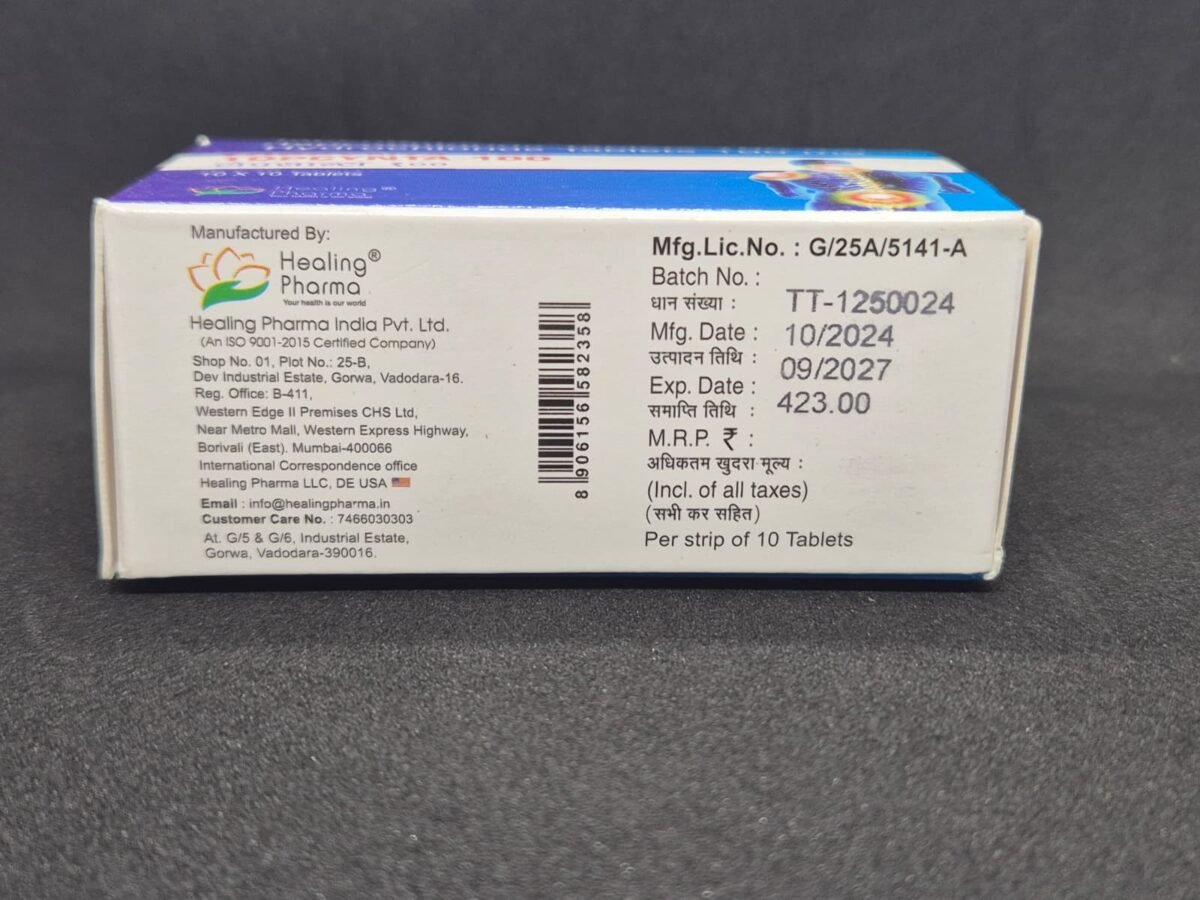 TOPCYNTA 100
10 X 10 Tablets
Healing®
Pharma
Manufactured By:
Healing®
Pharma
Your health is our world
Healing Pharma India Pvt. Ltd.
(An ISO 9001-2015 Certified Company)
Shop No. 01, Plot No.: 25-B,
Dev Industrial Estate, Gorwa, Vadodara-16.
Reg. Office: B-411,
Western Edge II Premises CHS Ltd,
Near Metro Mall, Western Express Highway,
Borivali (East). Mumbai-400066
International Correspondence office
Healing Pharma LLC, DE USA
Email : info@healingpharma.in
Customer Care No. : 7466030303
At. G/5 & G/6, Industrial Estate,
Gorwa, Vadodara-390016.
8 906156 582358
Mfg.Lic.No. : G/25A/5141-A
Batch No. :
धान संख्या : TT-1250024
Mfg. Date : 10/2024
उत्पादन तिथि : 09/2027
Exp. Date :
समाप्ति तिथि : 423.00
M.R.P. ₹ :
अधिकतम खुदरा मूल्य :
(Incl. of all taxes)
(सभी कर सहित)
Per strip of 10 Tablets